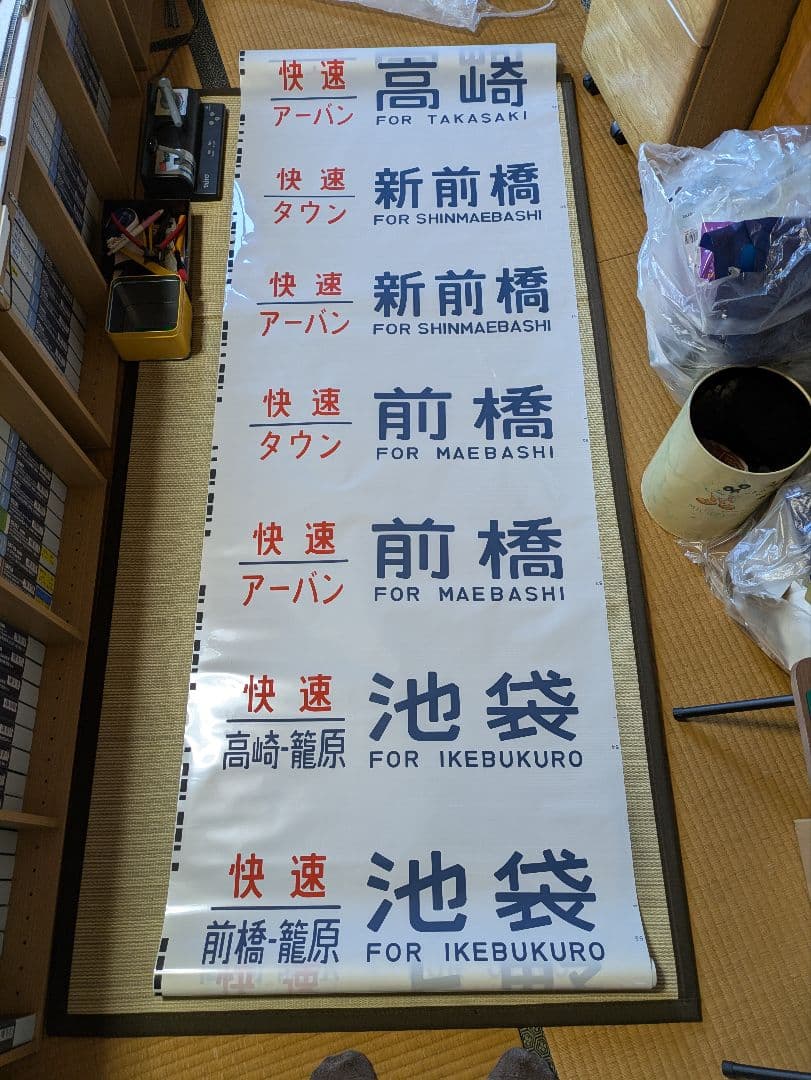 快速
アーバン
高崎
FOR TAKASAKI
快速
タウン
新前橋
FOR SHINMAEBASHI
快速
アーバン
新前橋
FOR SHINMAEBASHI
快速
タウン
前橋
FOR MAEBASHI
快速
アーバン
前橋
FOR MAEBASHI
快速
高崎-籠原
池袋
FOR IKEBUKURO
快速
前橋-籠原
池袋
FOR IKEBUKURO